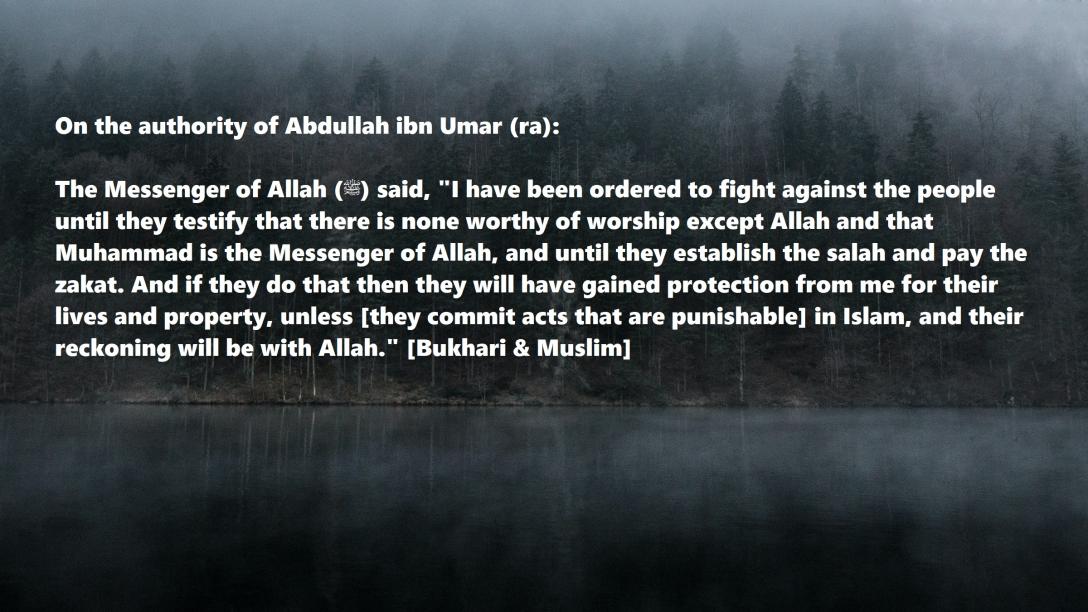 On the authority of Abdullah ibn Umar (ra):
The Messenger of Allah (ﷺ) said, "I have been ordered to fight against the people
until they testify that there is none worthy of worship except Allah and that
Muhammad is the Messenger of Allah, and until they establish the salah and pay the
zakat. And if they do that then they will have gained protection from me for their
lives and property, unless [they commit acts that are punishable] in Islam, and their
reckoning will be with Allah." [Bukhari & Muslim]